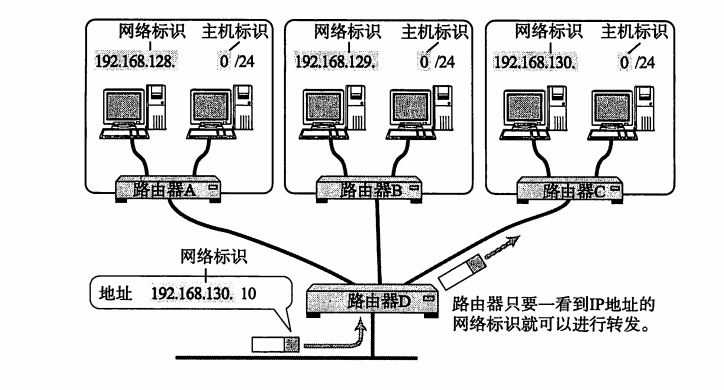 网络标识 主机标识
192.168.128. 0 /24
网络标识 主机标识
192.168.129. 0 /24
网络标识 主机标识
192.168.130. 0 /24
路由器A
路由器B
路由器C
网络标识
地址 192.168.130. 10
路由器D
路由器只要一看到IP地址的
网络标识就可以进行转发。